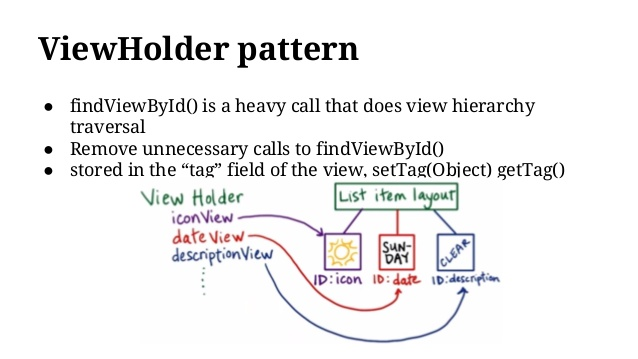 ViewHolder pattern
● findViewById() is a heavy call that does view hierarchy
traversal
● Remove unnecessary calls to findViewById()
● stored in the “tag” field of the view, setTag(Object) getTag()
View Holder
iconView
dateView
descriptionView
List item layout
SUN-
DAY
CLEAR
ID:icon
ID:date
ID:description